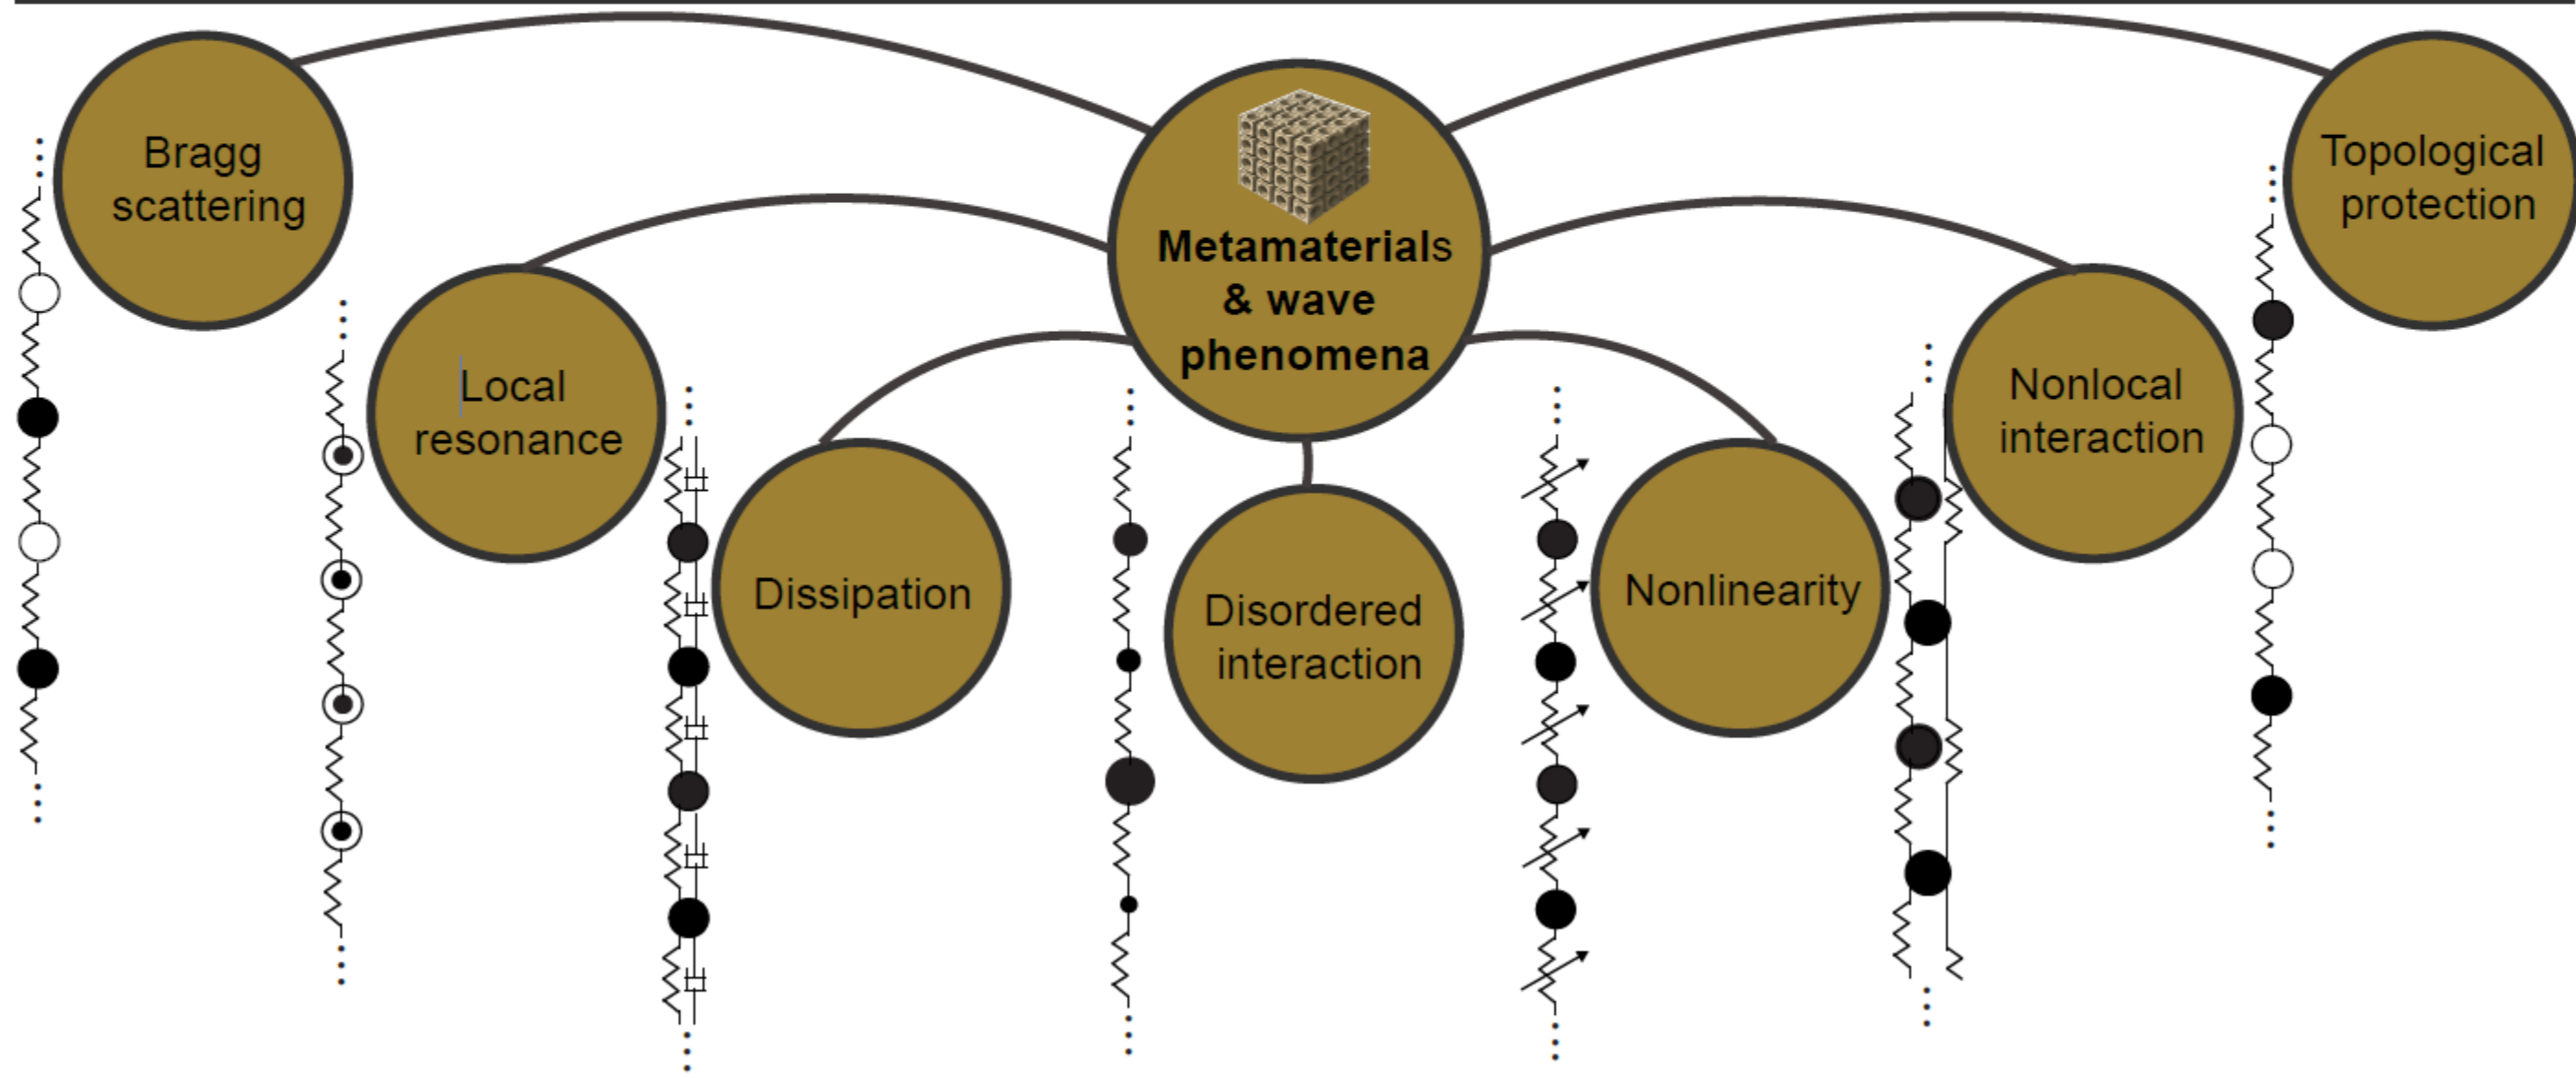 Bragg
scattering
Local
resonance
Dissipation
Metamaterials
& wave
phenomena
Disordered
interaction
Nonlinearity
Nonlocal
interaction
Topological
protection